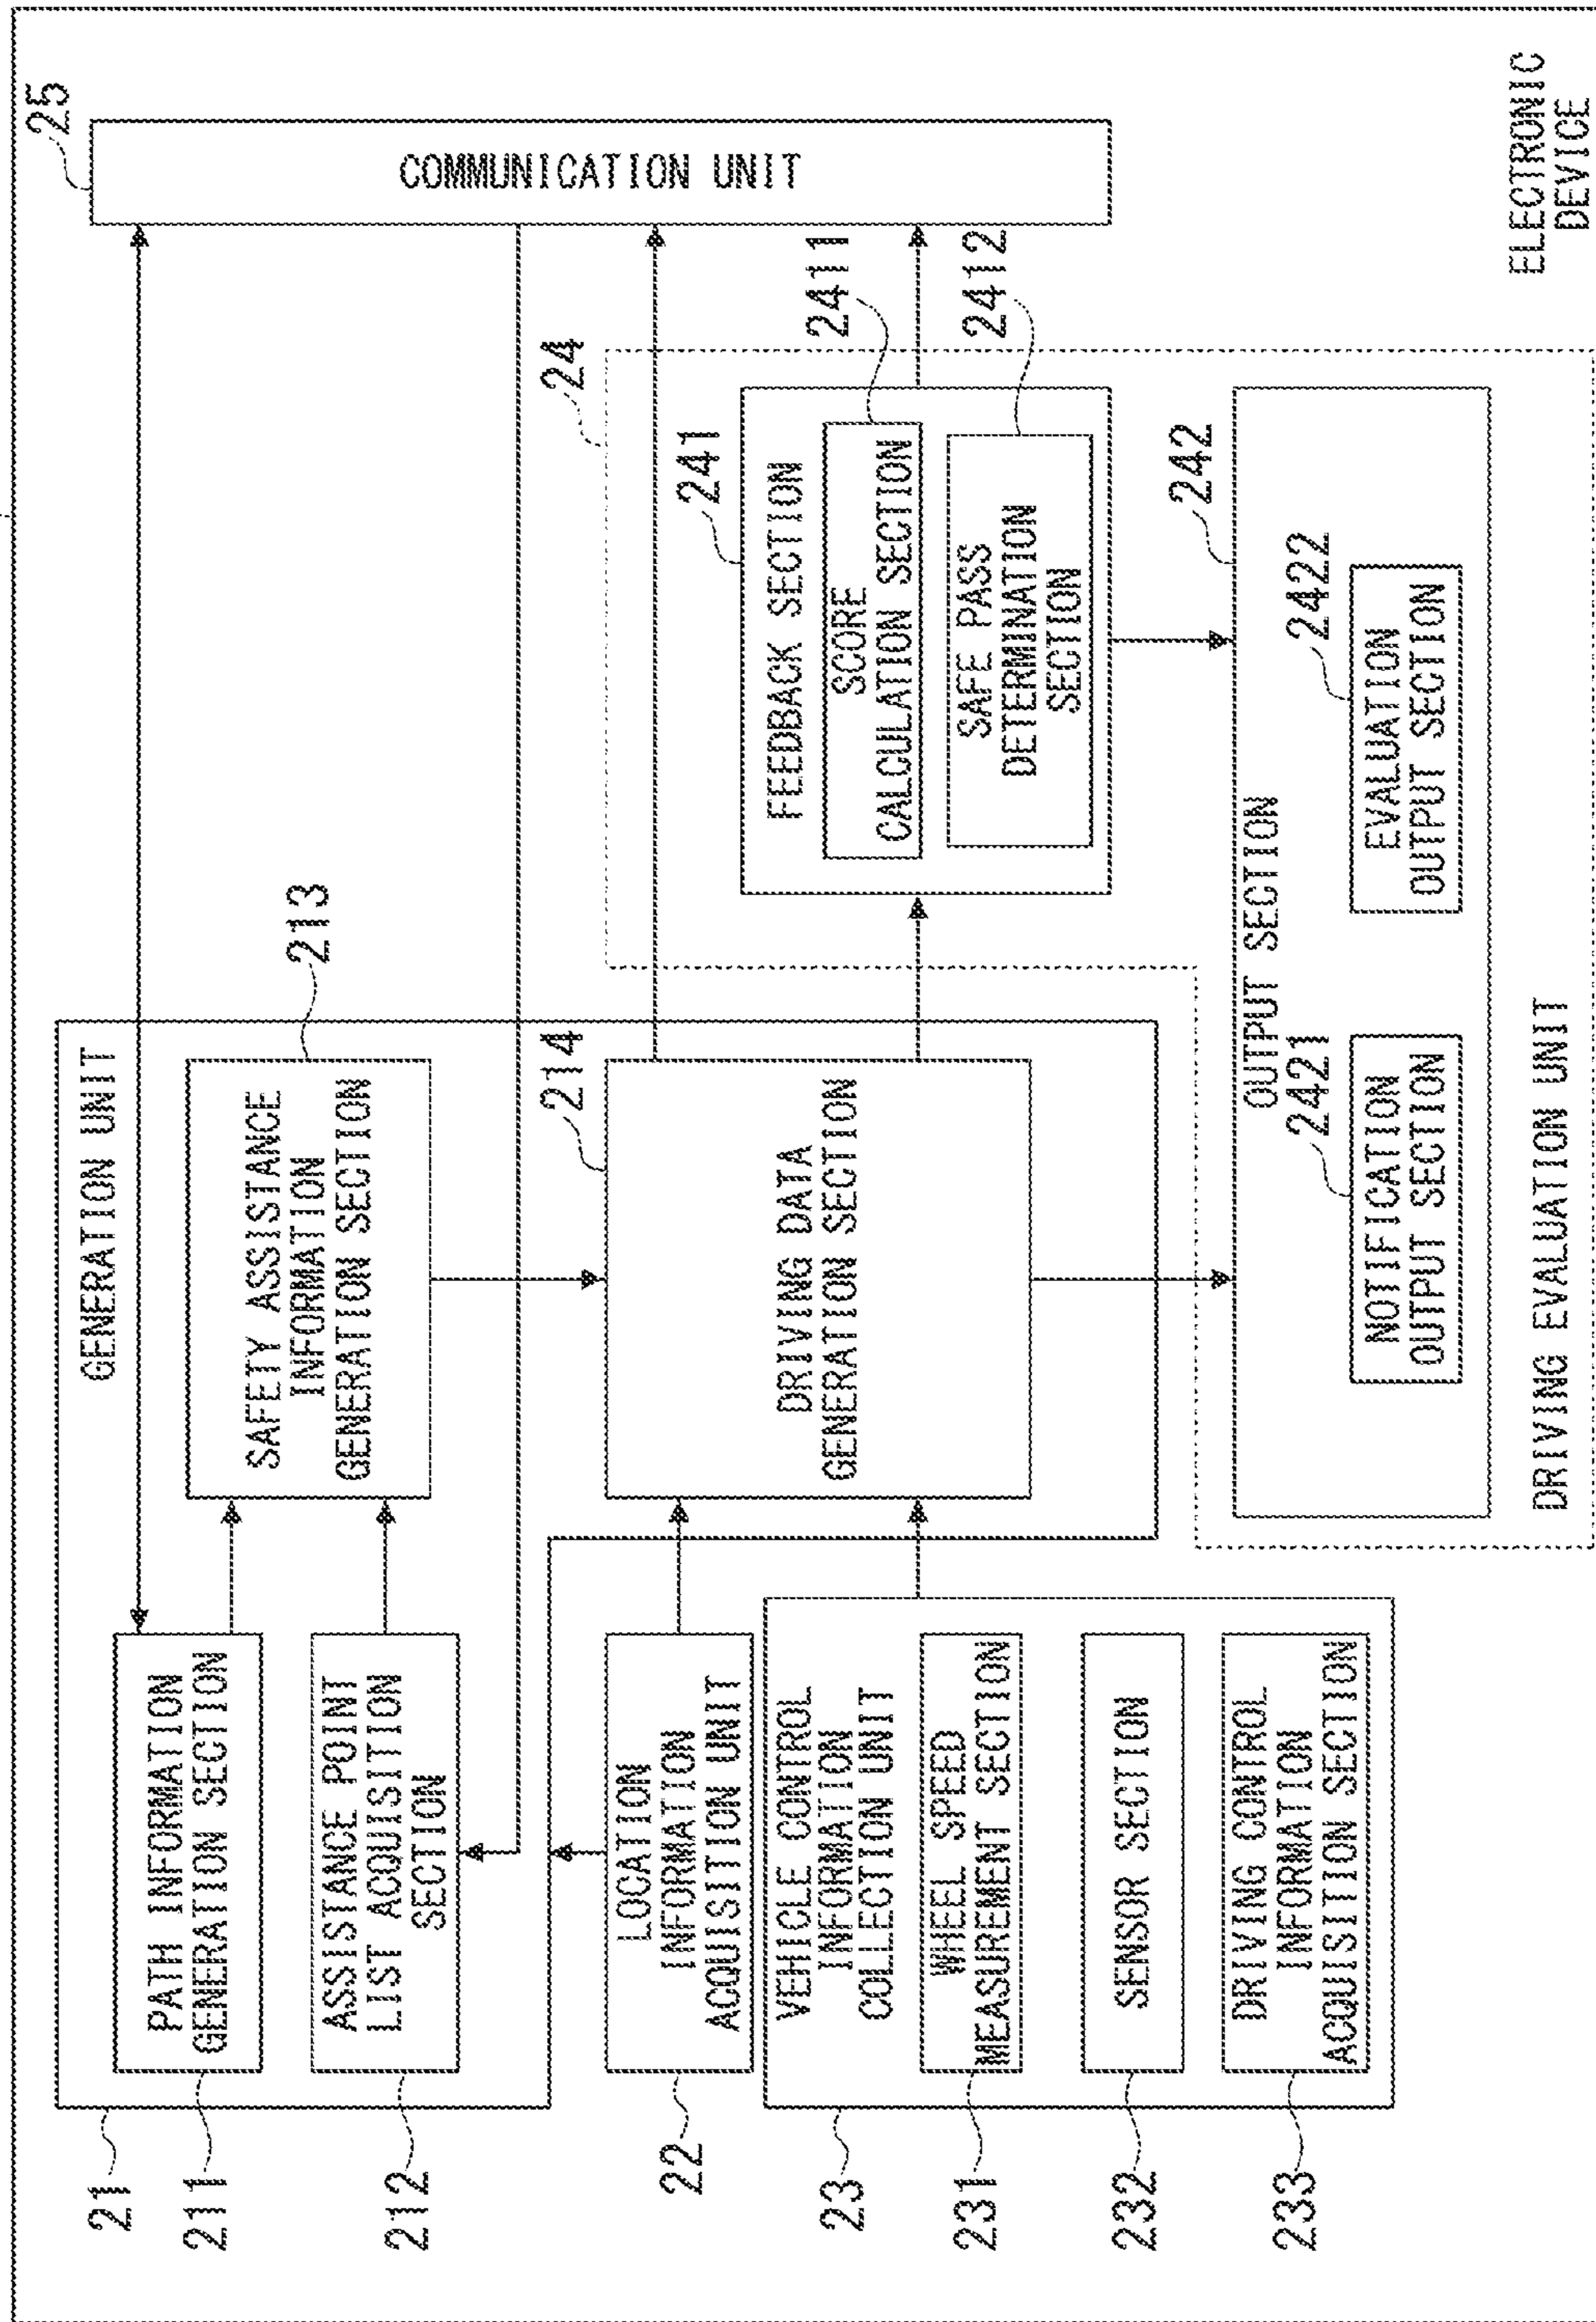 21
211
212
22
23
231
232
233
PATH INFORMATION
GENERATION SECTION
ASSISTANCE POINT
LIST ACQUISITION
SECTION
LOCATION
INFORMATION
ACQUISITION UNIT
VEHICLE CONTROL
INFORMATION
COLLECTION UNIT
WHEEL SPEED
MEASUREMENT SECTION
SENSOR SECTION
DRIVING CONTROL
INFORMATION
ACQUISITION SECTION
GENERATION UNIT
SAFETY ASSISTANCE
INFORMATION
GENERATION SECTION
213
214
DRIVING DATA
GENERATION SECTION
24
241
FEEDBACK SECTION
SCORE
CALCULATION SECTION
2411
SAFE PASS
DETERMINATION
SECTION
2412
242
OUTPUT SECTION
2421
NOTIFICATION
OUTPUT SECTION
2422
EVALUATION
OUTPUT SECTION
DRIVING EVALUATION UNIT
25
COMMUNICATION UNIT
ELECTRONIC
DEVICE